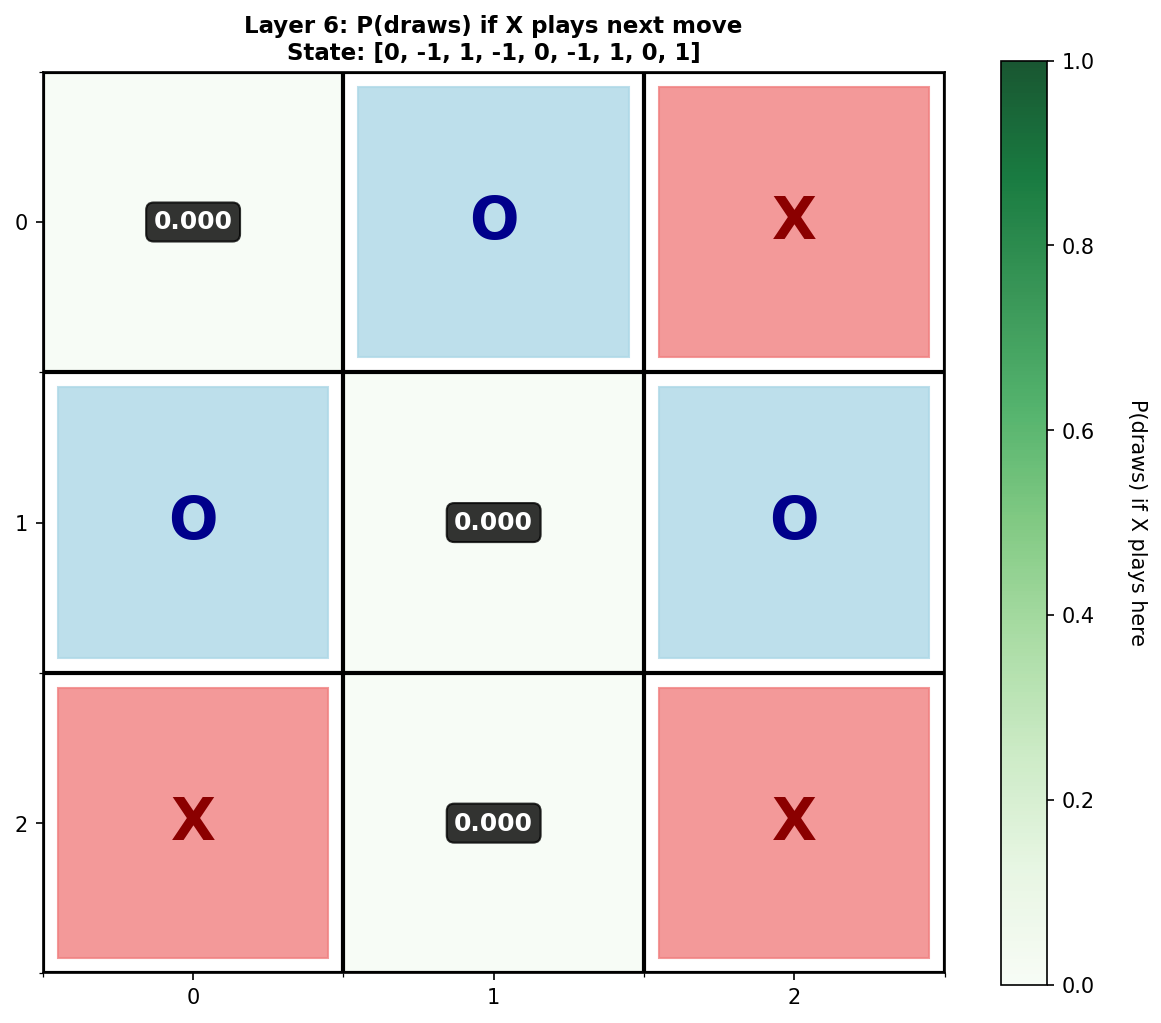 Layer 6: P(draws) if X plays next move
State: [0, -1, 1, -1, 0, -1, 1, 0, 1]
1.0
0.8
0.6
0.4
0.2
0.0
P(draws) if X plays here
0 0.000 O X
1 O 0.000 O
2 X 0.000 X
0 1 2